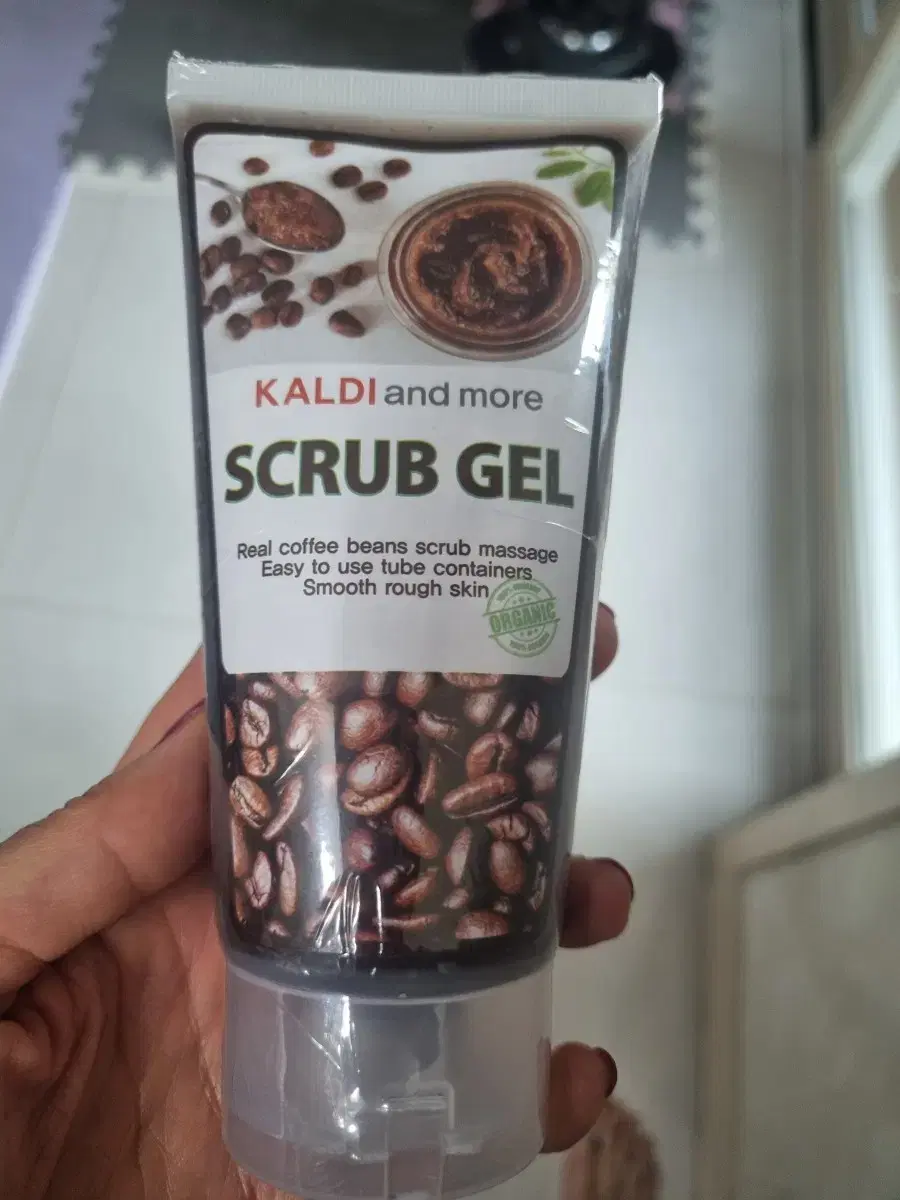 KALDI and more
SCRUB GEL
Real coffee beans scrub massage
Easy to use tube containers
Smooth rough skin
ORGANIC